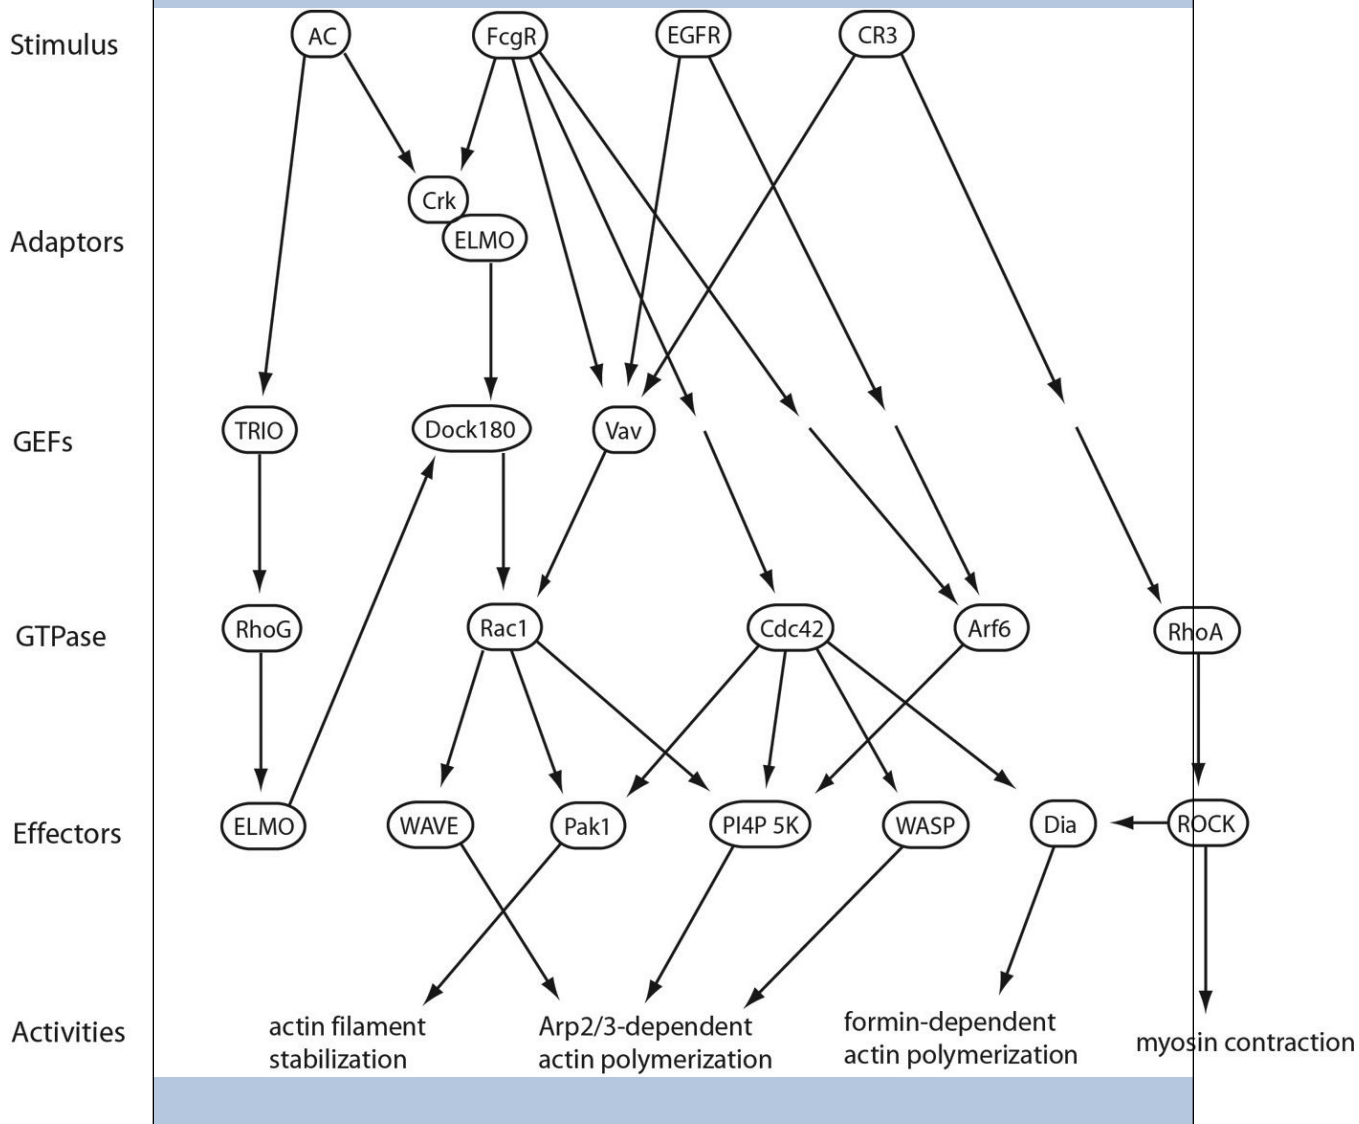 Stimulus
AC
FcgR
EGFR
CR3
Crk
Adaptors
ELMO
GEFs
TRIO
Dock180
Vav
GTPase
RhoG
Rac1
Cdc42
Arf6
RhoA
Effectors
ELMO
WAVE
Pak1
PI4P 5K
WASP
Dia
ROCK
Activities
actin filament
stabilization
Arp2/3-dependent
actin polymerization
formin-dependent
actin polymerization
myosin contraction